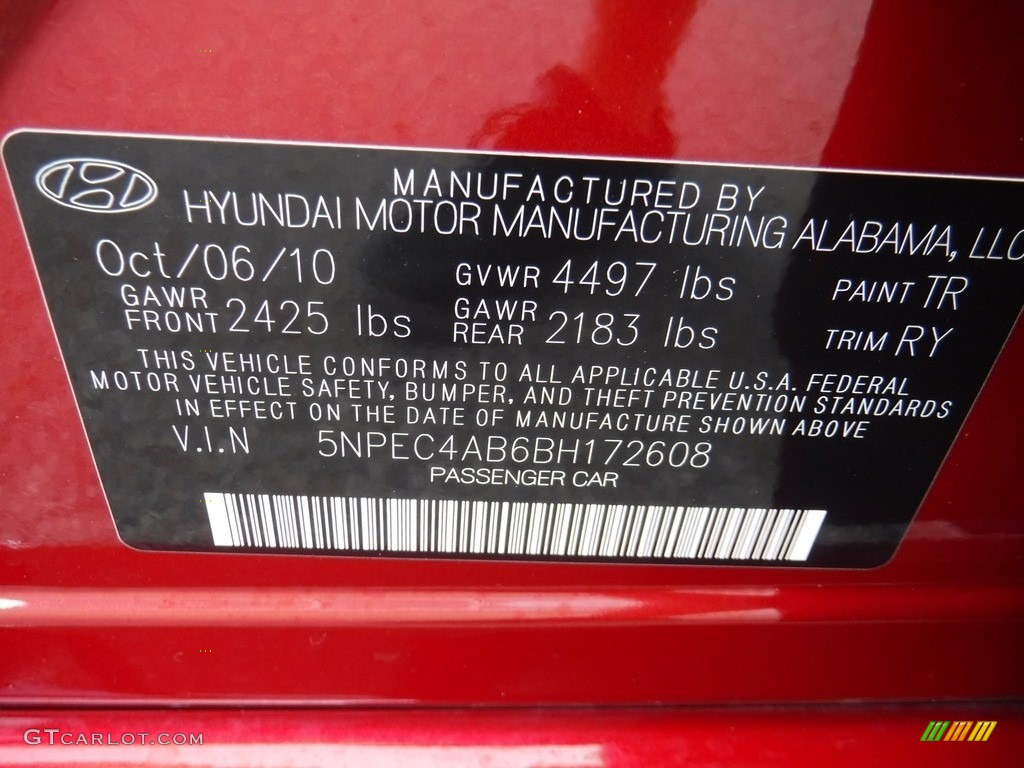 MANUFACTURED BY
HYUNDAI MOTOR MANUFACTURING ALABAMA, LLC
Oct/06/10 GVWR 4497 lbs PAINT TR
GAWR FRONT 2425 lbs GAWR REAR 2183 lbs TRIM RY
THIS VEHICLE CONFORMS TO ALL APPLICABLE U.S.A. FEDERAL
MOTOR VEHICLE SAFETY, BUMPER, AND THEFT PREVENTION STANDARDS
IN EFFECT ON THE DATE OF MANUFACTURE SHOWN ABOVE
V.I.N 5NPEC4AB6BH172608
PASSENGER CAR
GTCARLOT.COM